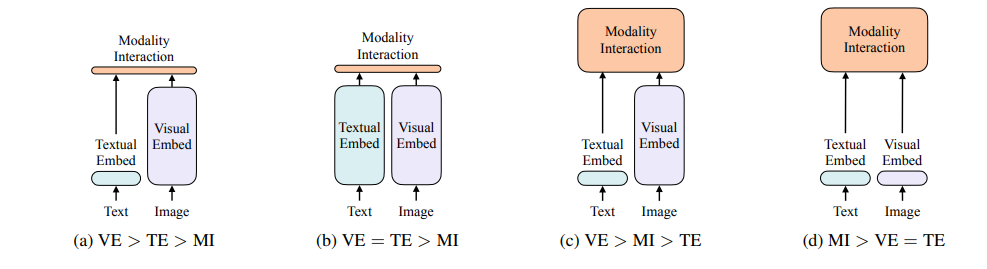 Modality
Interaction
Textual
Embed
Visual
Embed
Text
Image
(a) VE > TE > MI
Modality
Interaction
Textual
Embed
Visual
Embed
Text
Image
(b) VE = TE > MI
Modality
Interaction
Textual
Embed
Visual
Embed
Text
Image
(c) VE > MI > TE
Modality
Interaction
Textual
Embed
Visual
Embed
Text
Image
(d) MI > VE = TE